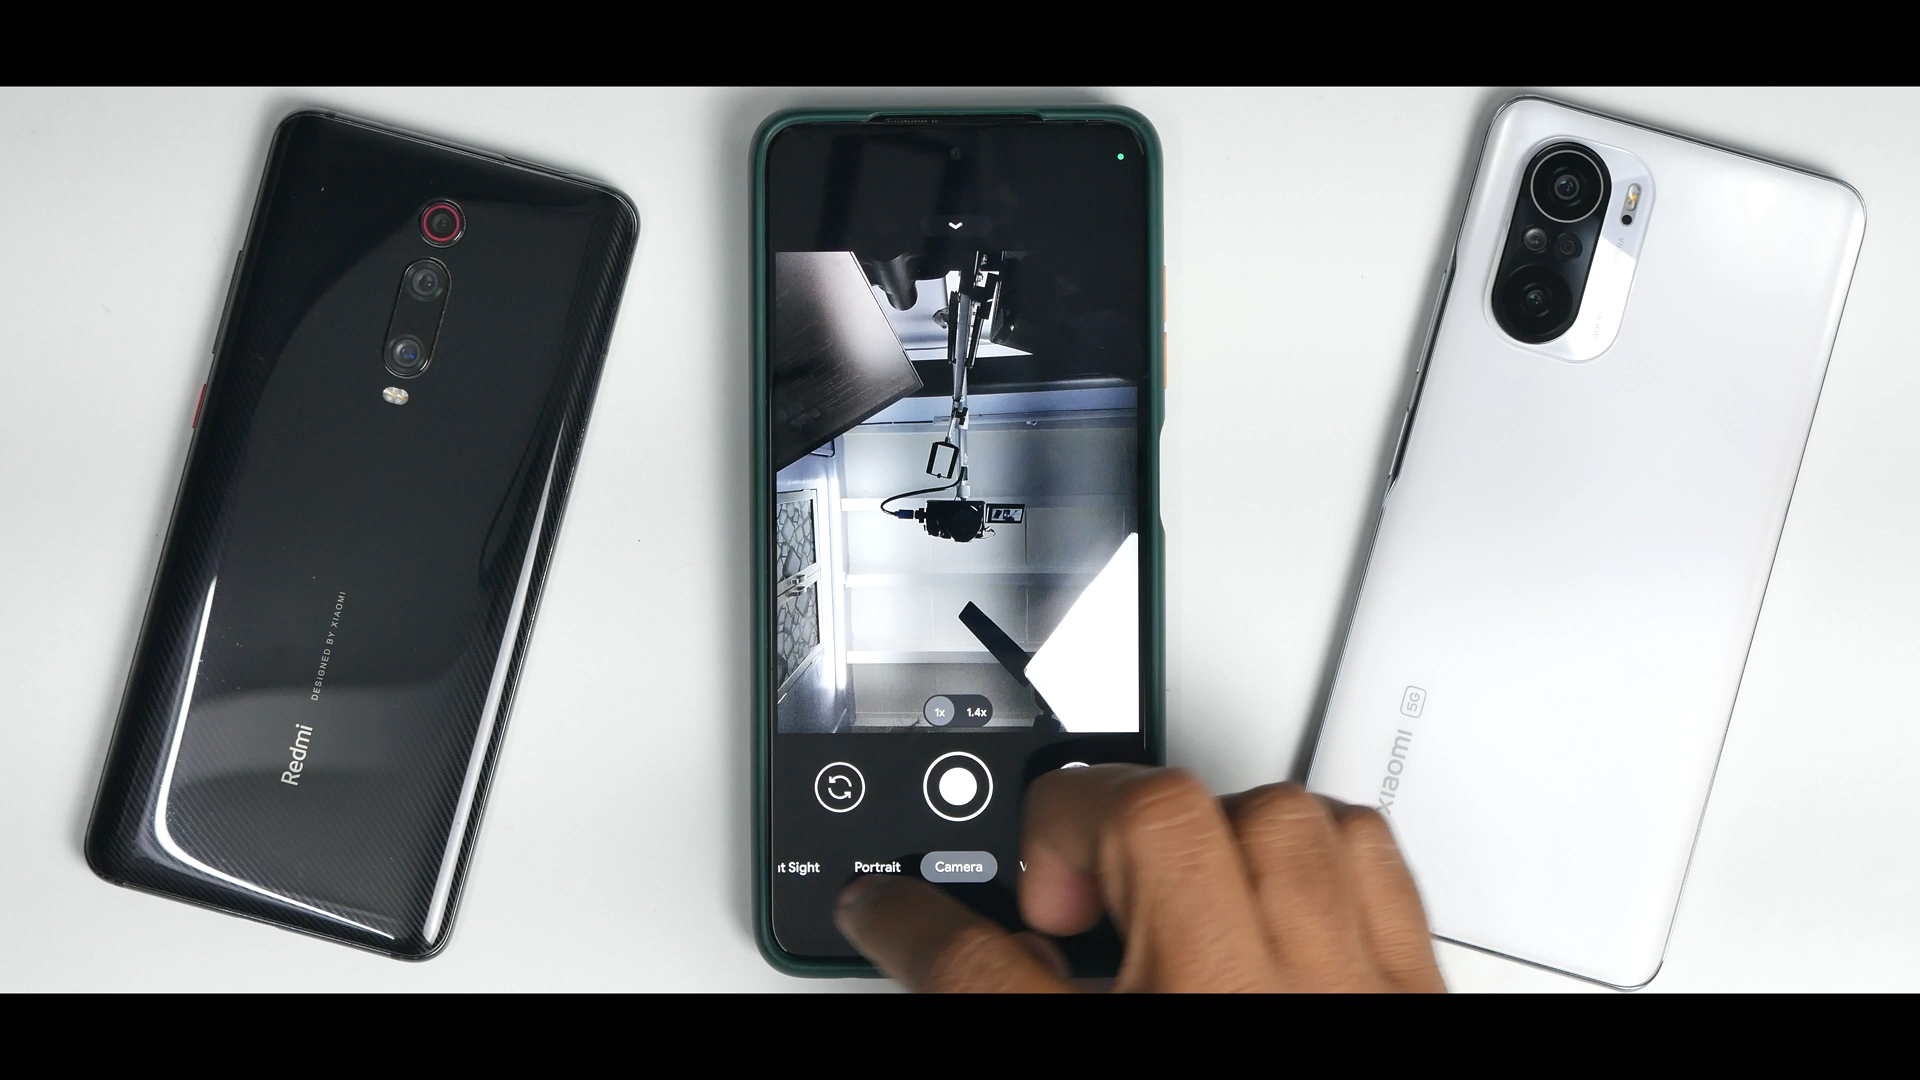 Redmi
DESIGNED BY XIAOMI
1x
1.4x
t Sight
Portrait
Camera
V
xiaomi
5G